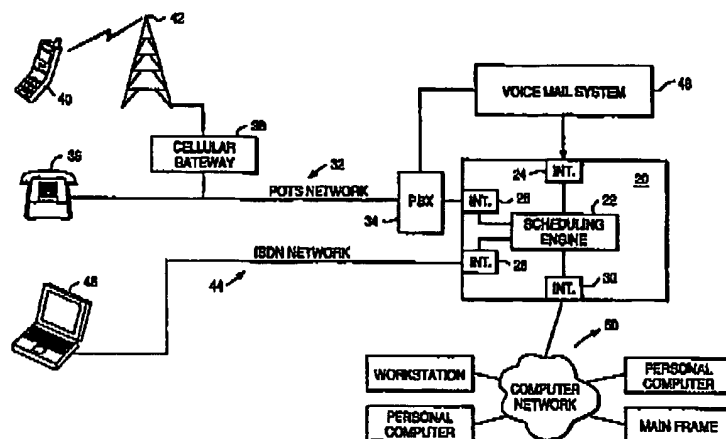 42
40
VOICE MAIL SYSTEM
48
36
CELLULAR
GATEWAY
38
32
POTS NETWORK
PBX
34
24
INT.
20
INT.
26
22
SCHEDULING
ENGINE
ISDN NETWORK
44
INT.
28
30
INT.
46
50
WORKSTATION
PERSONAL
COMPUTER
COMPUTER
NETWORK
PERSONAL
COMPUTER
MAIN FRAME